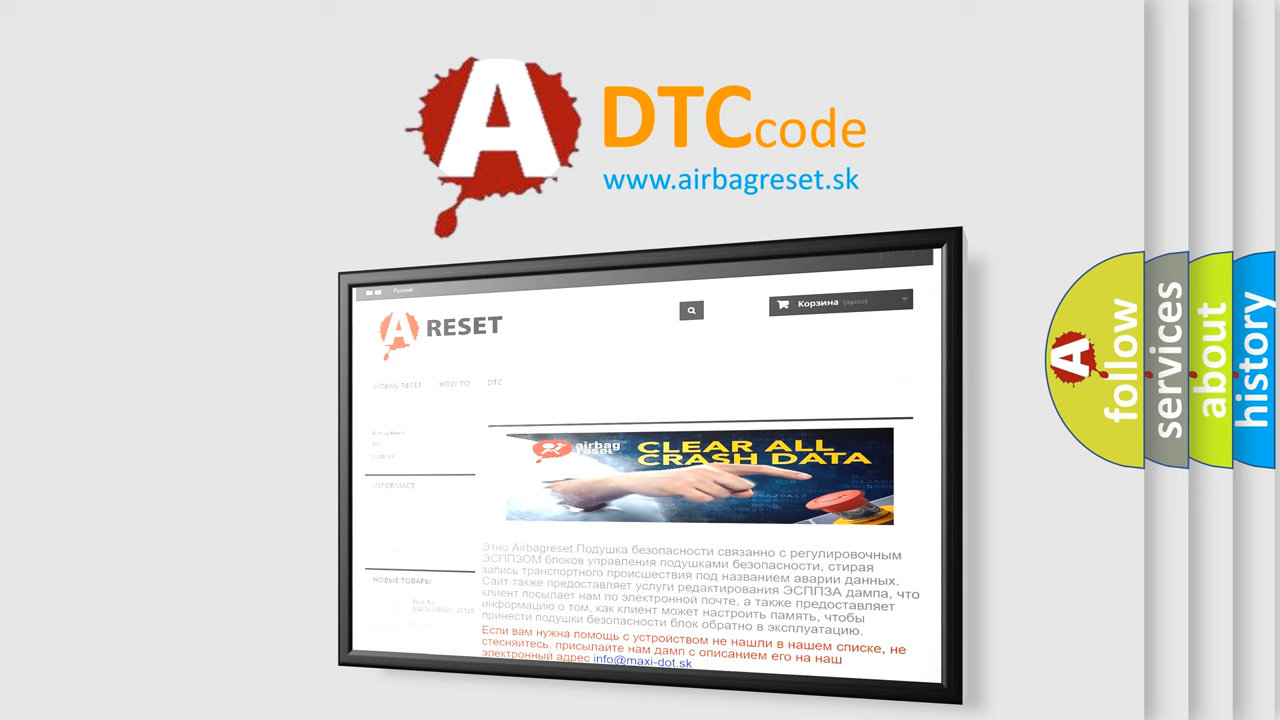 A
DTCcode
www.airbagreset.sk
Русский
A RESET
Корзина (пусто)
AIRBAG RESET HOW TO DTC
Airbag Reset
DTC
INFORMACE
airbag
reset
CLEAR ALL
CRASH DATA
Этно Airbagreset Подушка безопасности связанно с регулировочным
ЭСППЗОМ блоков управления подушками безопасности, стирая
запись транспортного происшествия под названием аварии данных.
Сайт также предоставляет услуги редактирования ЭСППЗА дампа, что
клиент посылает нам по электронной почте, а также предоставляет
информацию о том, как клиент может настроить память, чтобы
принести подушки безопасности блок обратно в эксплуатацию.
Если вам нужна помощь с устройством не нашли в нашем списке, не
стесняйтесь, присылайте нам дамп с описанием его на наш
электронный адрес info@maxi-dot.sk
НОВЫЕ ТОВАРЫ
A
follow
services
about
history